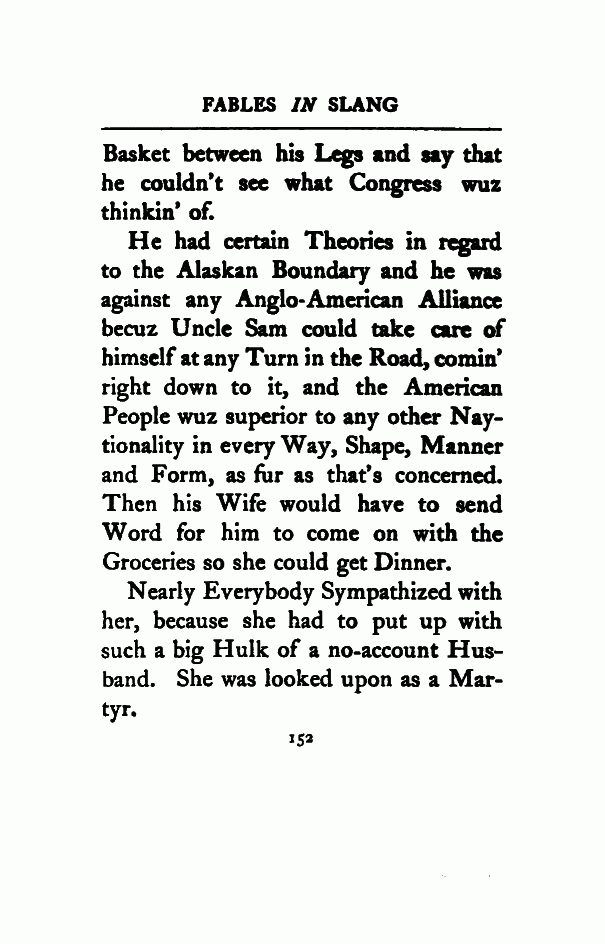 FABLES IN SLANG
Basket between his Legs and say that
he couldn't see what Congress wuz
thinkin' of.
He had certain Theories in regard
to the Alaskan Boundary and he was
against any Anglo-American Alliance
becuz Uncle Sam could take care of
himself at any Turn in the Road, comin'
right down to it, and the American
People wuz superior to any other Nay-
tionality in every Way, Shape, Manner
and Form, as fur as that's concerned.
Then his Wife would have to send
Word for him to come on with the
Groceries so she could get Dinner.
Nearly Everybody Sympathized with
her, because she had to put up with
such a big Hulk of a no-account Hus-
band. She was looked upon as a Mar-
tyr.
152